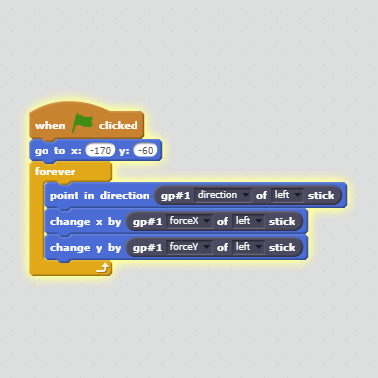 when clicked
go to x: -170 y: -60
forever
point in direction gp#1 direction of left stick
change x by gp#1 forceX of left stick
change y by gp#1 forceY of left stick